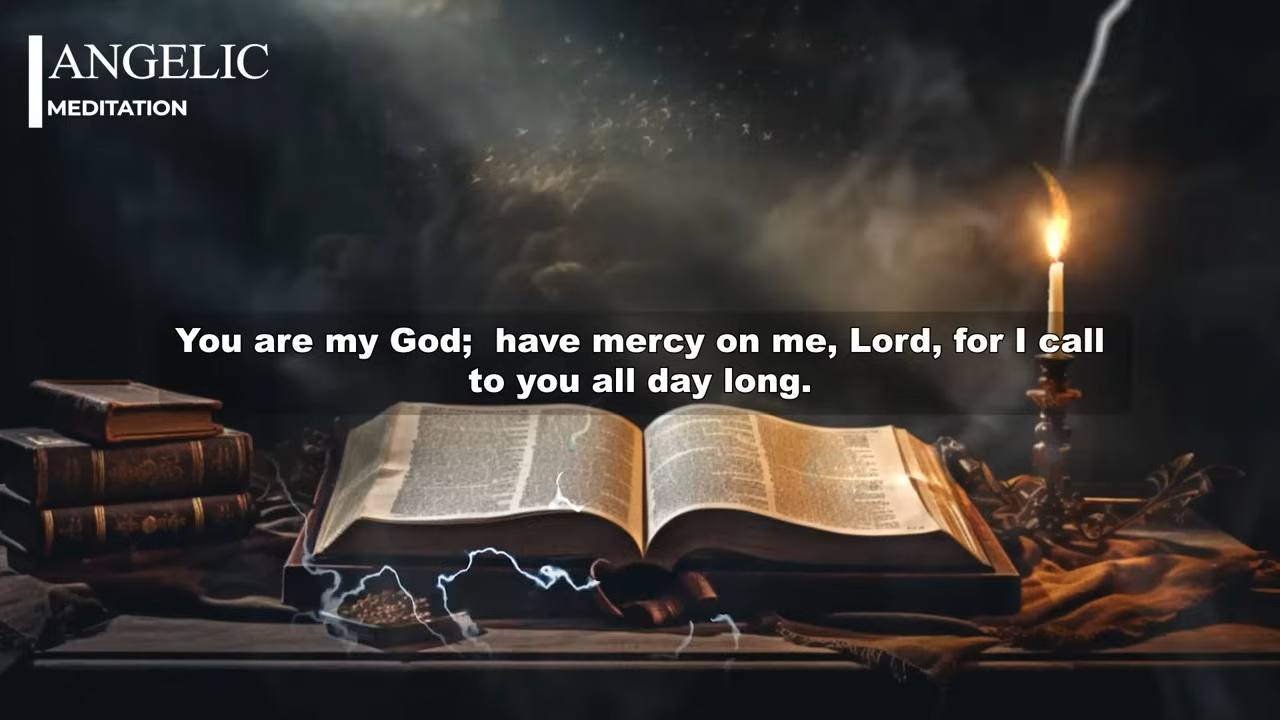 ANGELIC
MEDITATION
You are my God;  have mercy on me, Lord, for I call
to you all day long.